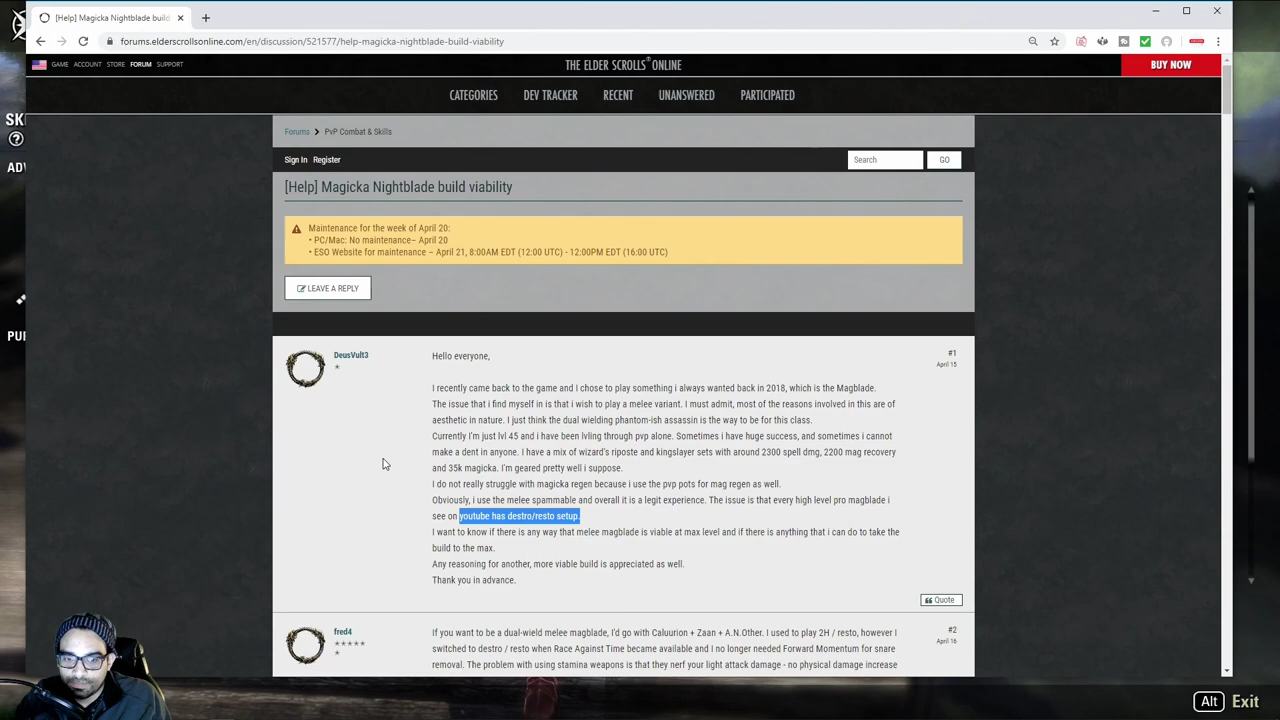 [Help] Magicka Nightblade build
forums.elderscrollsonline.com/en/discussion/521577/help-magicka-nightblade-build-viability
GAME ACCOUNT STORE FORUM SUPPORT
THE ELDER SCROLLS ONLINE
BUY NOW
CATEGORIES DEV TRACKER RECENT UNANSWERED PARTICIPATED
SK
ADV
PU
Forums > PvP Combat & Skills
Sign In Register
Search
GO
[Help] Magicka Nightblade build viability
Maintenance for the week of April 20:
• PC/Mac: No maintenance– April 20
• ESO Website for maintenance – April 21, 8:00AM EDT (12:00 UTC) - 12:00PM EDT (16:00 UTC)
LEAVE A REPLY
DeusVult3
#1
April 15
Hello everyone,
I recently came back to the game and I chose to play something i always wanted back in 2018, which is the Magblade.
The issue that i find myself in is that i wish to play a melee variant. I must admit, most of the reasons involved in this are of
aesthetic in nature. I just think the dual wielding phantom-ish assassin is the way to be for this class.
Currently I'm just lvl 45 and i have been lvling through pvp alone. Sometimes i have huge success, and sometimes i cannot
make a dent in anyone. I have a mix of wizard's riposte and kingslayer sets with around 2300 spell dmg, 2200 mag recovery
and 35k magicka. I'm geared pretty well i suppose.
I do not really struggle with magicka regen because i use the pvp pots for mag regen as well.
Obviously, i use the melee spammable and overall it is a legit experience. The issue is that every high level pro magblade i
see on youtube has destro/resto setup.
I want to know if there is any way that melee magblade is viable at max level and if there is anything that i can do to take the
build to the max.
Any reasoning for another, more viable build is appreciated as well.
Thank you in advance.
Quote
fred4
#2
April 16
If you want to be a dual-wield melee magblade, I'd go with Caluurion + Zaan + A.N.Other. I used to play 2H / resto, however I
switched to destro / resto when Race Against Time became available and I no longer needed Forward Momentum for snare
removal. The problem with using stamina weapons is that they nerf your light attack damage - no physical damage increase
Alt Exit